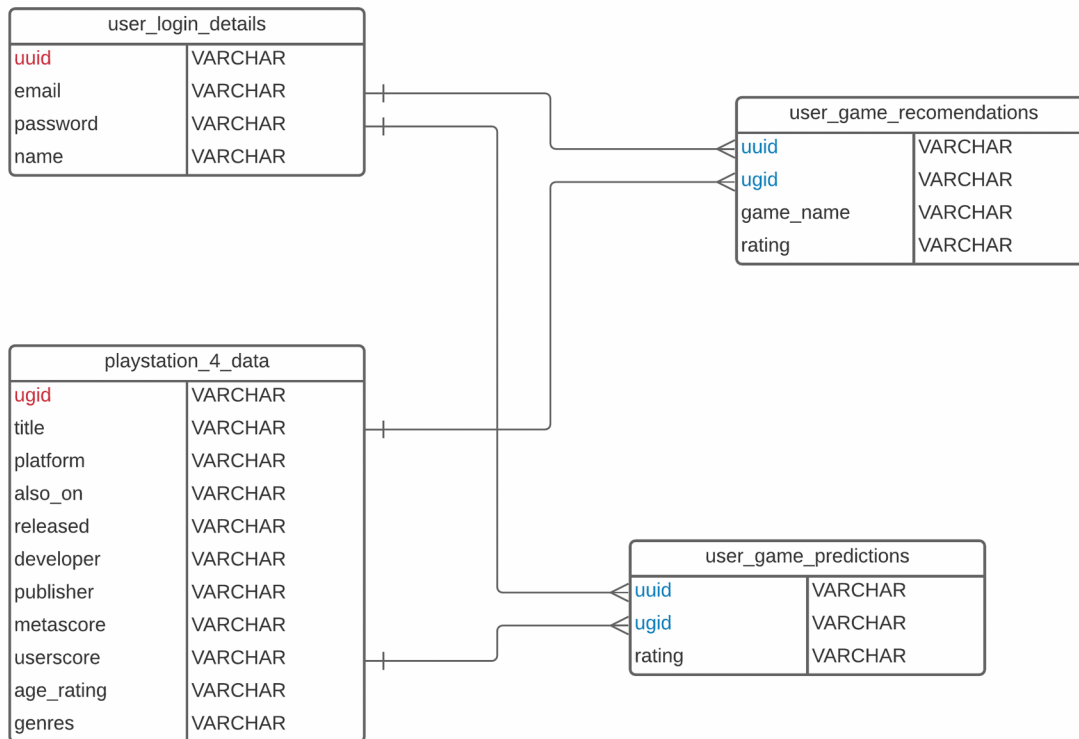 user_login_details
uuid VARCHAR
email VARCHAR
password VARCHAR
name VARCHAR
user_game_recomendations
uuid VARCHAR
ugid VARCHAR
game_name VARCHAR
rating VARCHAR
playstation_4_data
ugid VARCHAR
title VARCHAR
platform VARCHAR
also_on VARCHAR
released VARCHAR
developer VARCHAR
publisher VARCHAR
metascore VARCHAR
userscore VARCHAR
age_rating VARCHAR
genres VARCHAR
user_game_predictions
uuid VARCHAR
ugid VARCHAR
rating VARCHAR